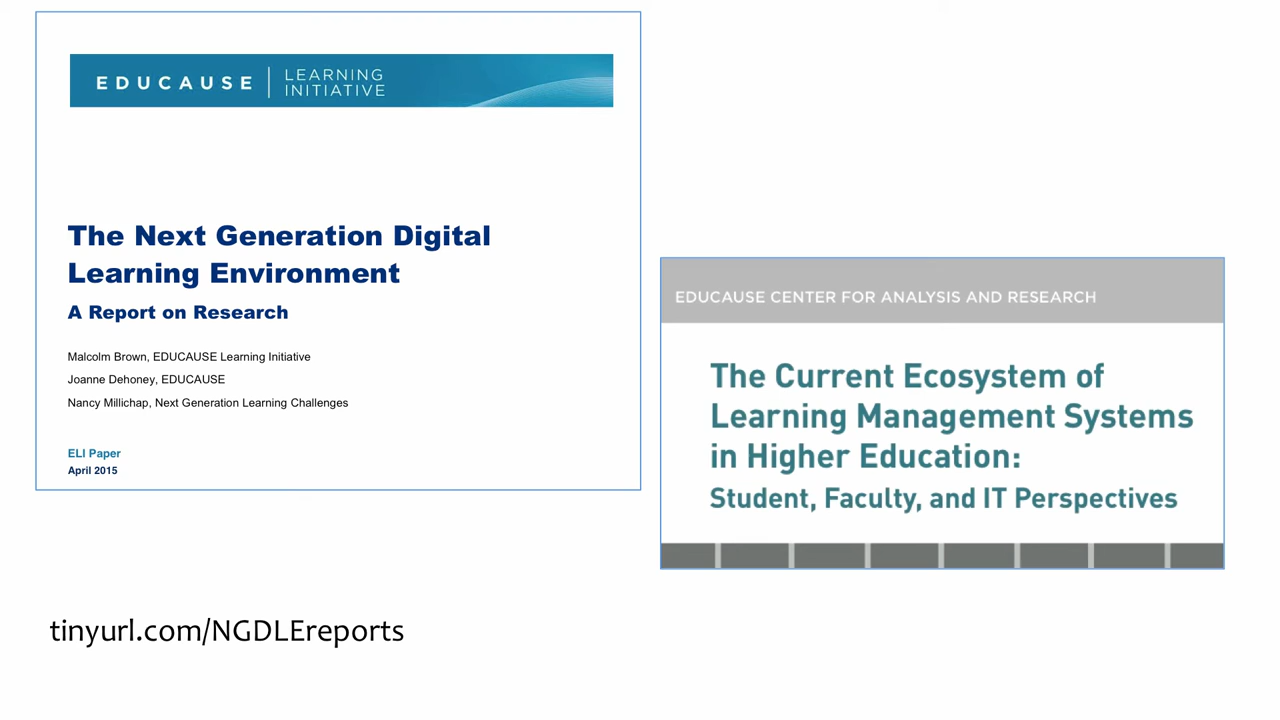 EDUCAUSE LEARNING INITIATIVE
The Next Generation Digital
Learning Environment
A Report on Research
Malcolm Brown, EDUCAUSE Learning Initiative
Joanne Dehoney, EDUCAUSE
Nancy Millichap, Next Generation Learning Challenges
ELI Paper
April 2015
EDUCAUSE CENTER FOR ANALYSIS AND RESEARCH
The Current Ecosystem of
Learning Management Systems
in Higher Education:
Student, Faculty, and IT Perspectives
tinyurl.com/NGDLEreports